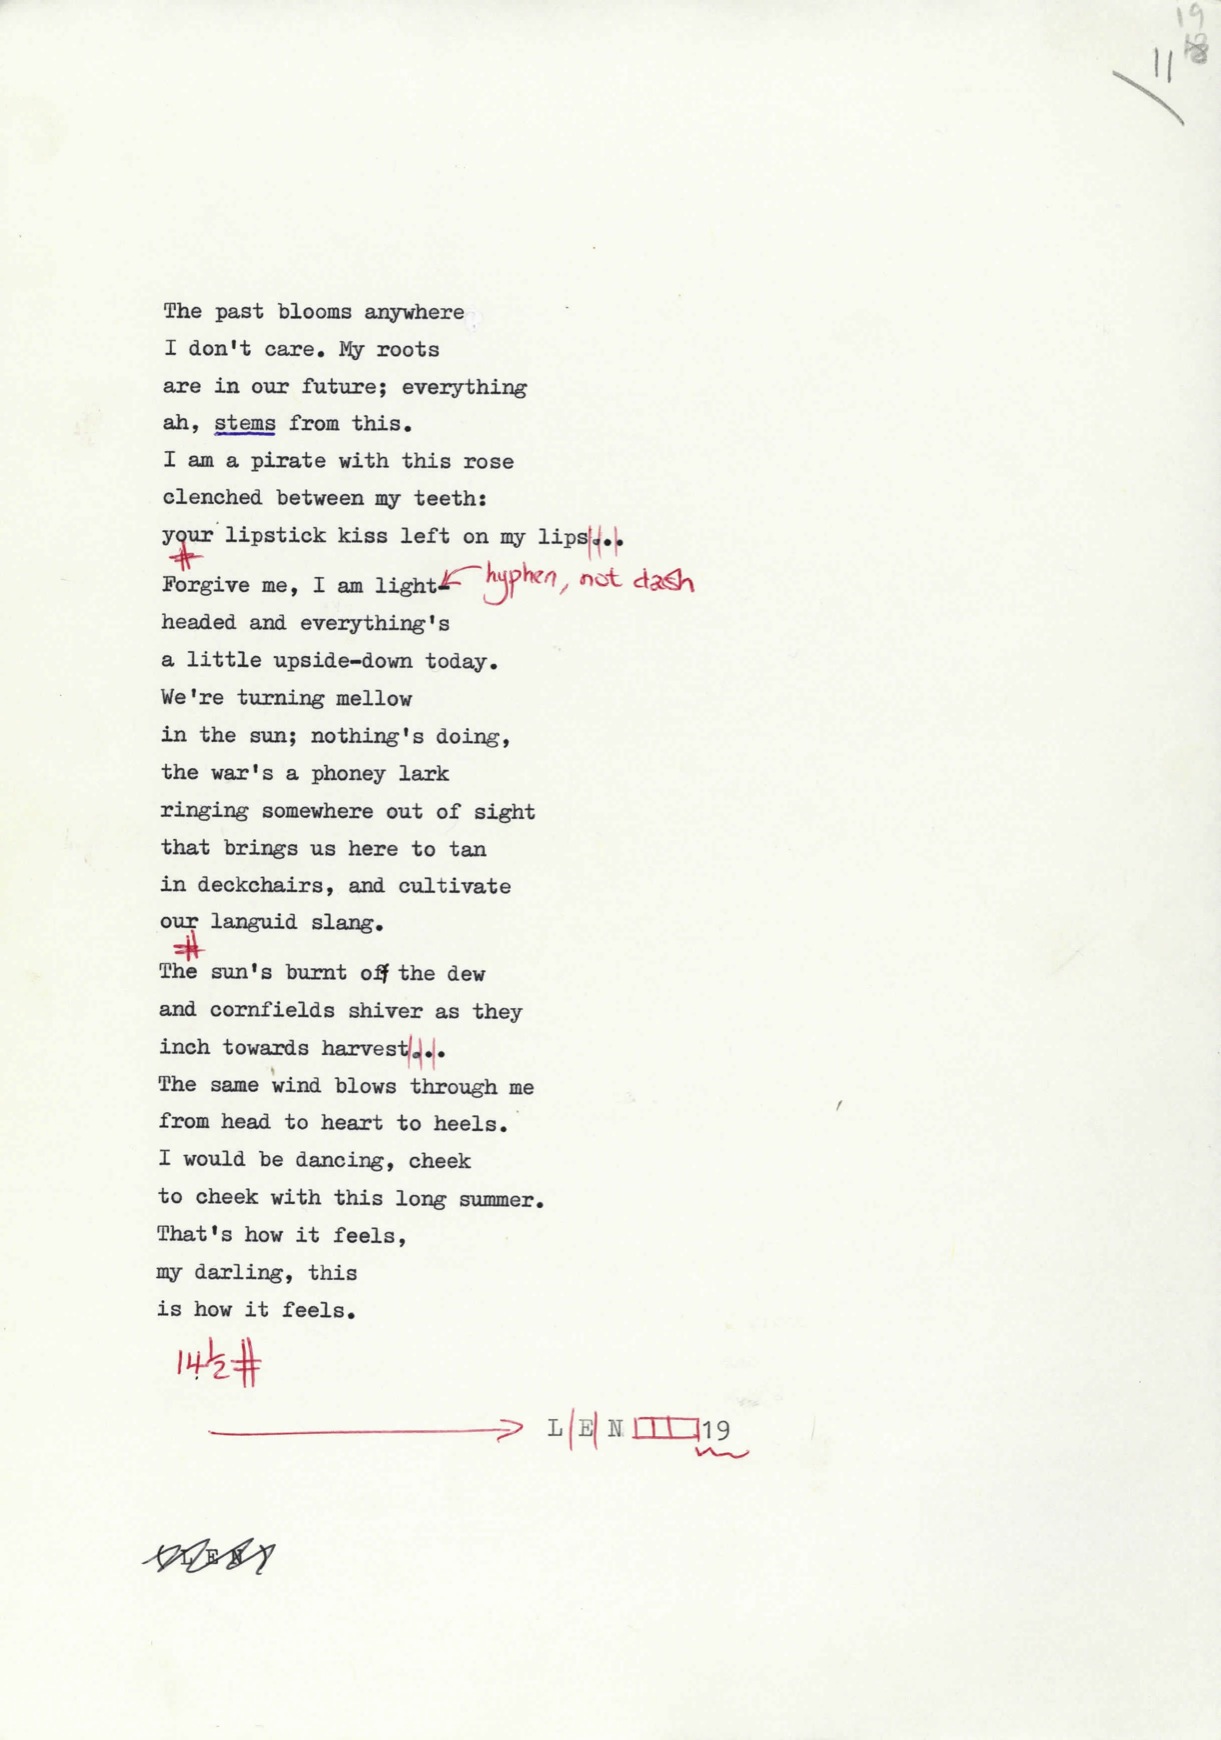 19
11
The past blooms anywhere
I don't care. My roots
are in our future; everything
ah, stems from this.
I am a pirate with this rose
clenched between my teeth:
your lipstick kiss left on my lips...
#
Forgive me, I am light- hyphen, not dash
headed and everything's
a little upside-down today.
We're turning mellow
in the sun; nothing's doing,
the war's a phoney lark
ringing somewhere out of sight
that brings us here to tan
in deckchairs, and cultivate
our languid slang.
#
The sun's burnt off the dew
and cornfields shiver as they
inch towards harvest...
The same wind blows through me
from head to heart to heels.
I would be dancing, cheek
to cheek with this long summer.
That's how it feels,
my darling, this
is how it feels.
14½#
L E N 19